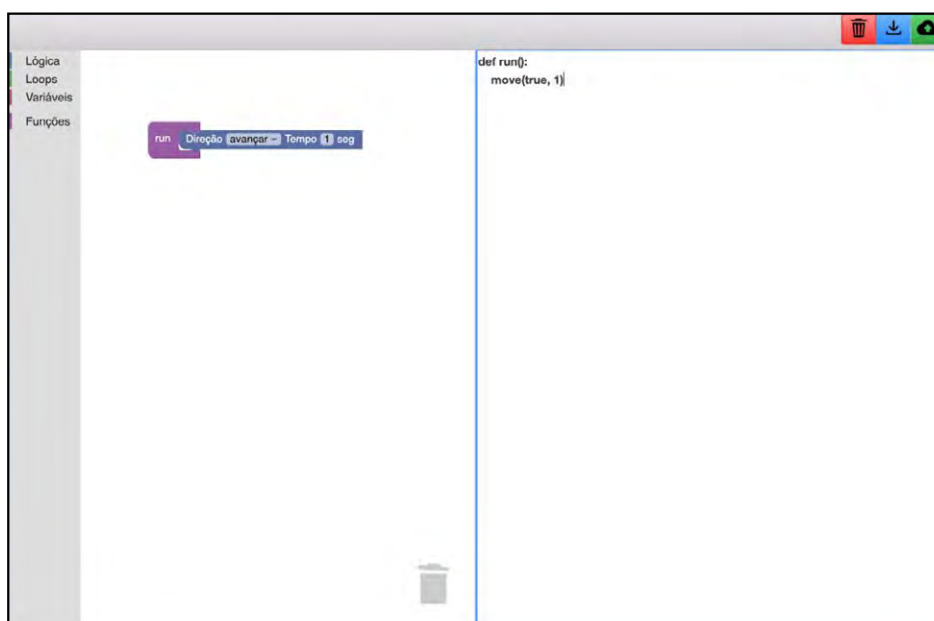 Lógica
Loops
Variáveis
Funções
run Direção avançar Tempo 1 seg
def run():
move(true, 1)